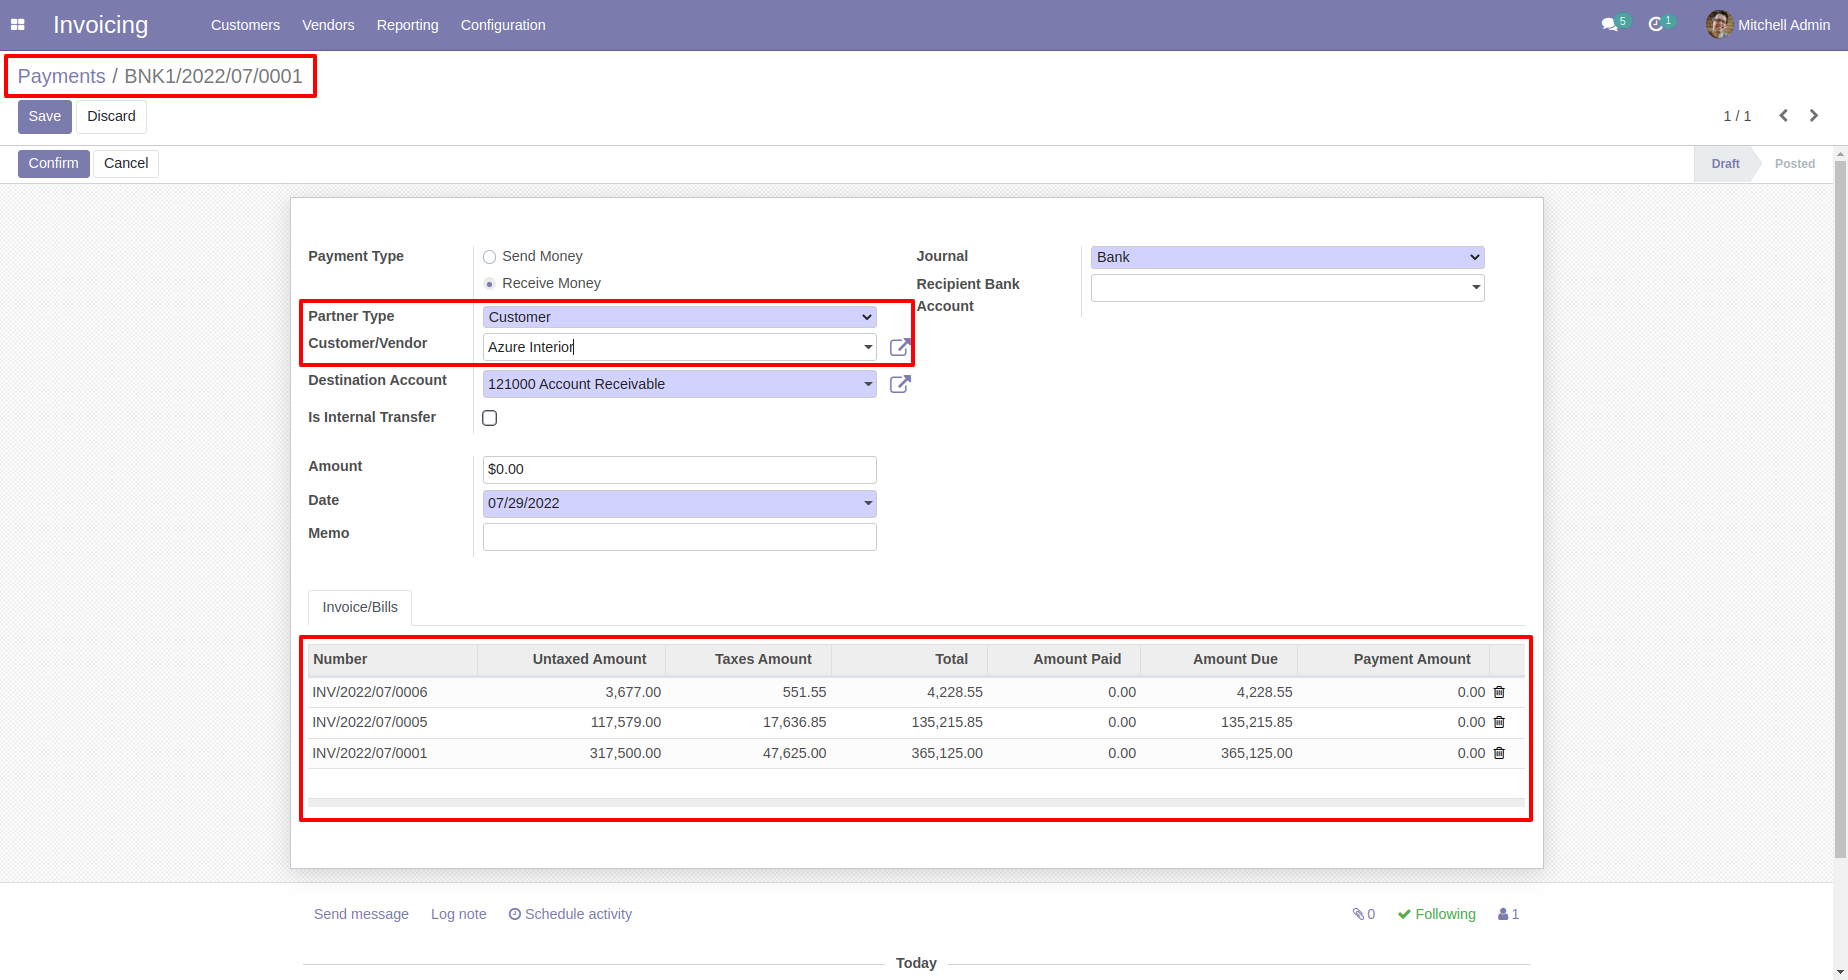 Invoicing Customers Vendors Reporting Configuration 5 1 Mitchell Admin
Payments / BNK1/2022/07/0001
Save Discard 1 / 1
Confirm Cancel Draft Posted
Payment Type Send Money Journal Bank
Receive Money Recipient Bank
Account
Partner Type Customer
Customer/Vendor Azure Interior
Destination Account 121000 Account Receivable
Is Internal Transfer
Amount $0.00
Date 07/29/2022
Memo
Invoice/Bills
Number Untaxed Amount Taxes Amount Total Amount Paid Amount Due Payment Amount
INV/2022/07/0006 3,677.00 551.55 4,228.55 0.00 4,228.55 0.00
INV/2022/07/0005 117,579.00 17,636.85 135,215.85 0.00 135,215.85 0.00
INV/2022/07/0001 317,500.00 47,625.00 365,125.00 0.00 365,125.00 0.00
Send message Log note Schedule activity 0 Following 1
Today